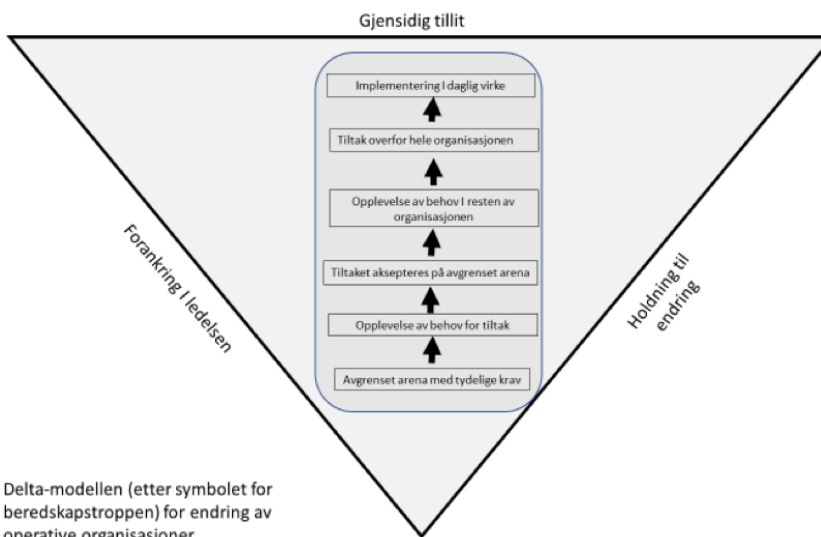 Gjensidig tillit
Implementering I daglig virke
Tiltak overfor hele organisasjonen
Opplevelse av behov I resten av
organisasjonen
Tiltaket aksepteres på avgrenset arena
Opplevelse av behov for tiltak
Avgrenset arena med tydelige krav
Forankring I ledelsen
Holdning til
endring
Delta-modellen (etter symbolet for
beredskapstroppen) for endring av
operative organisasjoner